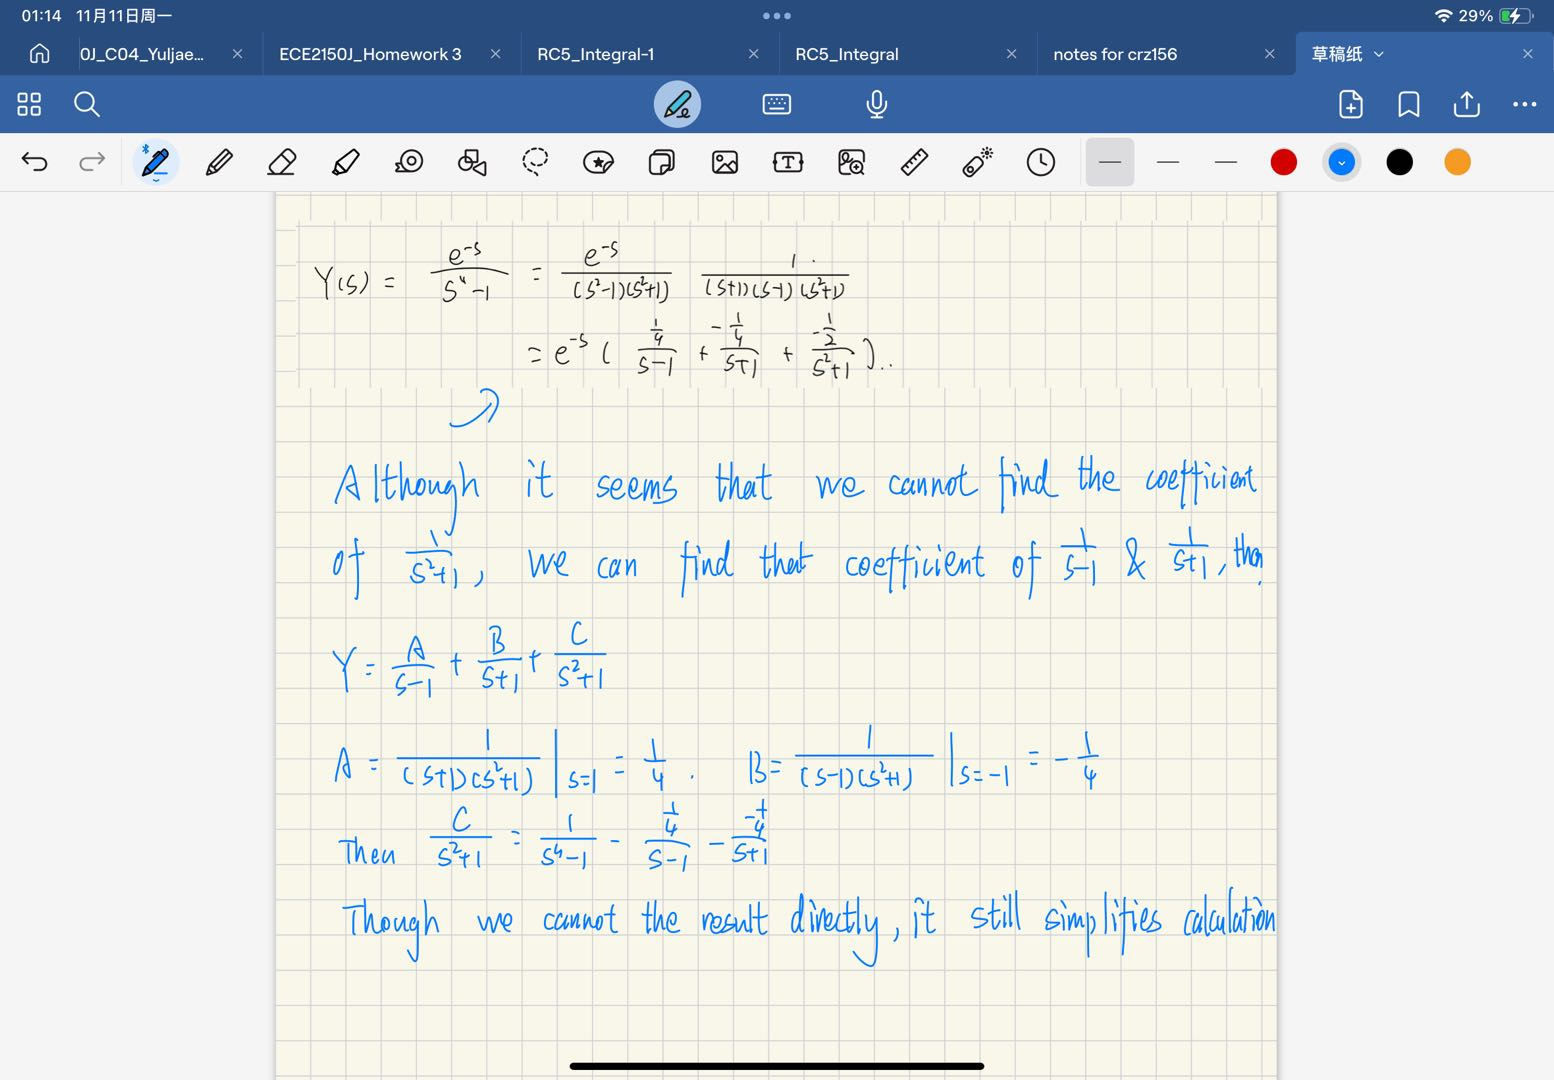 01:14 11月11日周一 29%
0J_C04_Yuljae... ECE2150J_Homework 3 RC5_Integral-1 RC5_Integral notes for crz156 草稿纸
Y(s) = e^{-s}/(s^4-1) = e^{-s}/((s^2-1)(s^2+1)) 1/((s+1)(s-1)(s^2+1))
= e^{-s} ( (1/4)/(s-1) + (-1/4)/(s+1) + (-1/2)/(s^2+1) )..
Although it seems that we cannot find the coefficient
of 1/(s^2+1), we can find that coefficient of 1/(s-1) & 1/(s+1), then
Y = A/(s-1) + B/(s+1) + C/(s^2+1)
A = 1/((s+1)(s^2+1)) |s=1 = 1/4 . B= 1/((s-1)(s^2+1)) |s=-1 = -1/4
Then C/(s^2+1) = 1/(s^4-1) - (1/4)/(s-1) - (-1/4)/(s+1)
Though we cannot the result directly, it still simplifies calculation